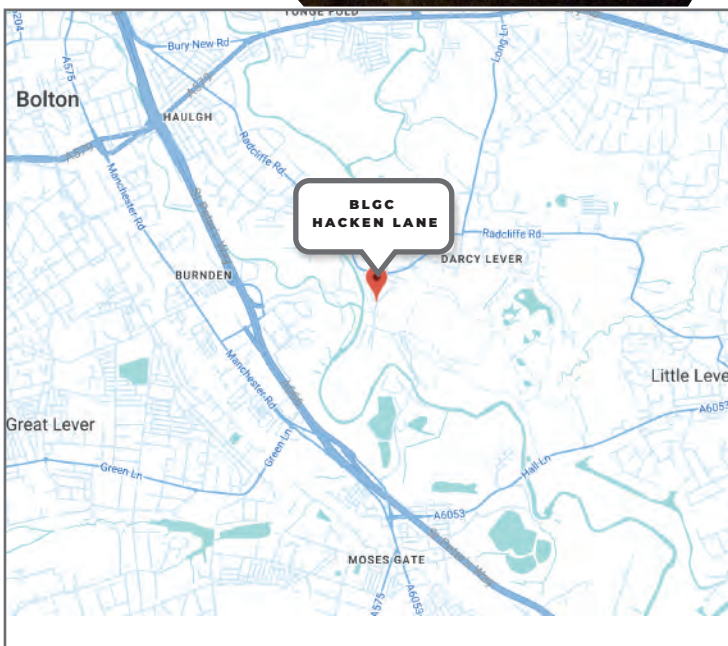 TONGE FOLD
A575
Bury New Rd
A579
Long Ln
Bolton
HAULGH
A579
Radcliffe Rd
Manchester Rd
BLGC
HACKEN LANE
St Peter's Way
Radcliffe Rd
DARCY LEVER
BURNDEN
Manchester Rd
A666
Little Leve
A6053
Great Lever
Green Ln
Green Ln
Hall Ln
A6053
St Peter's Way
MOSES GATE
A575
A6053